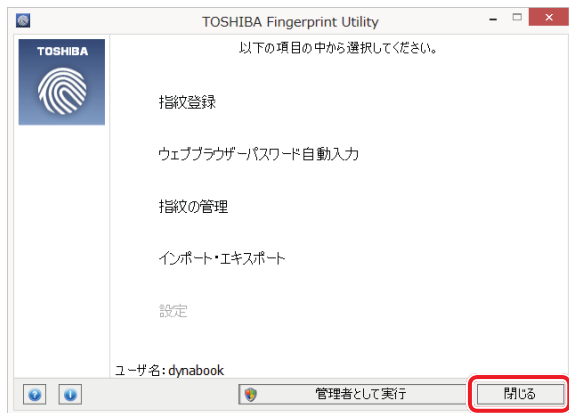 TOSHIBA Fingerprint Utility
TOSHIBA
以下の項目の中から選択してください。
指紋登録
ウェブブラウザーパスワード自動入力
指紋の管理
インポート・エキスポート
設定
ユーザ名：dynabook
管理者として実行
閉じる